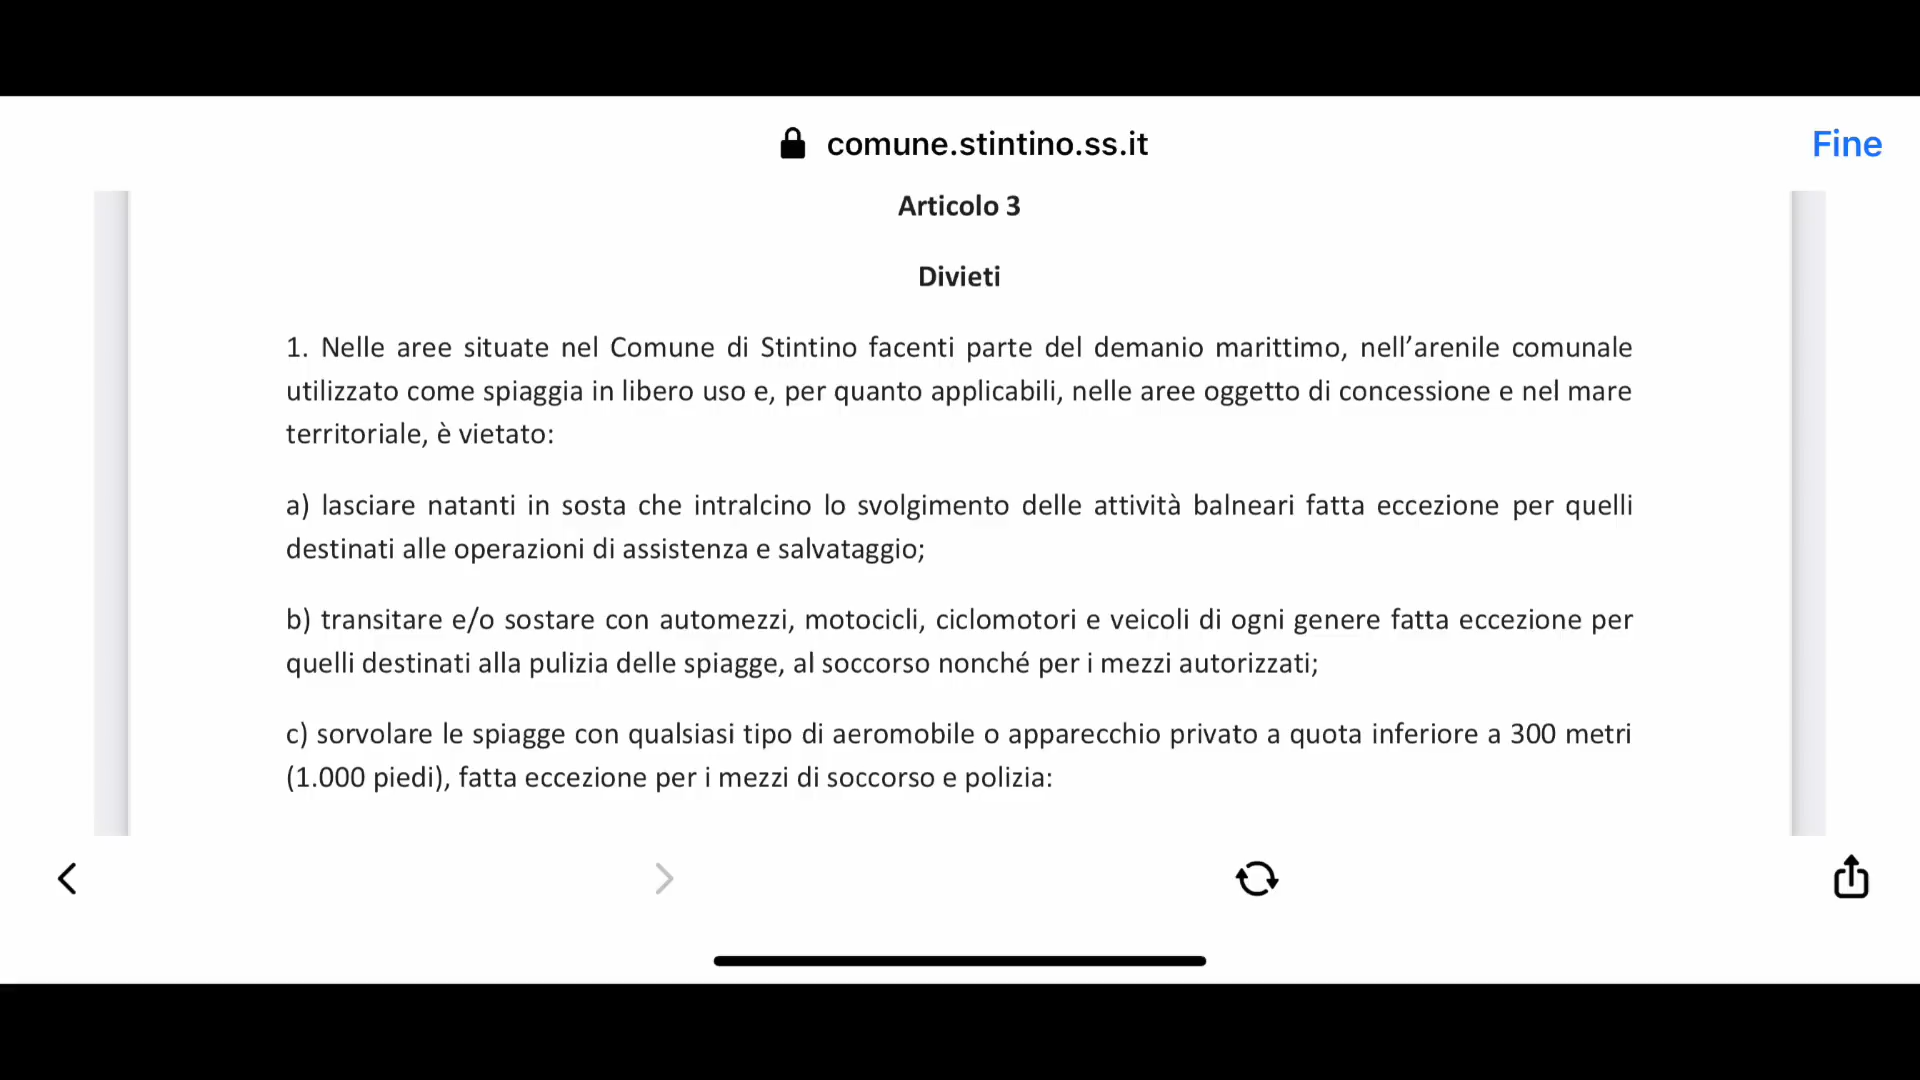 comune.stintino.ss.it
Fine
Articolo 3
Divieti
1. Nelle aree situate nel Comune di Stintino facenti parte del demanio marittimo, nell’arenile comunale
utilizzato come spiaggia in libero uso e, per quanto applicabili, nelle aree oggetto di concessione e nel mare
territoriale, è vietato:
a) lasciare natanti in sosta che intralcino lo svolgimento delle attività balneari fatta eccezione per quelli
destinati alle operazioni di assistenza e salvataggio;
b) transitare e/o sostare con automezzi, motocicli, ciclomotori e veicoli di ogni genere fatta eccezione per
quelli destinati alla pulizia delle spiagge, al soccorso nonché per i mezzi autorizzati;
c) sorvolare le spiagge con qualsiasi tipo di aeromobile o apparecchio privato a quota inferiore a 300 metri
(1.000 piedi), fatta eccezione per i mezzi di soccorso e polizia: